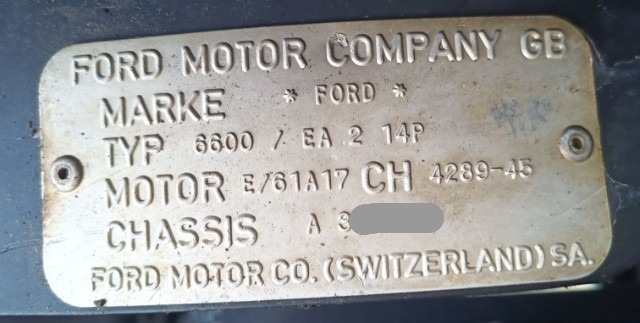 FORD MOTOR COMPANY GB
MARKE * FORD *
TYP 6600 / EA 2 14P
MOTOR E/61A17 CH 4289-45
CHASSIS A 3
FORD MOTOR CO. (SWITZERLAND) SA.